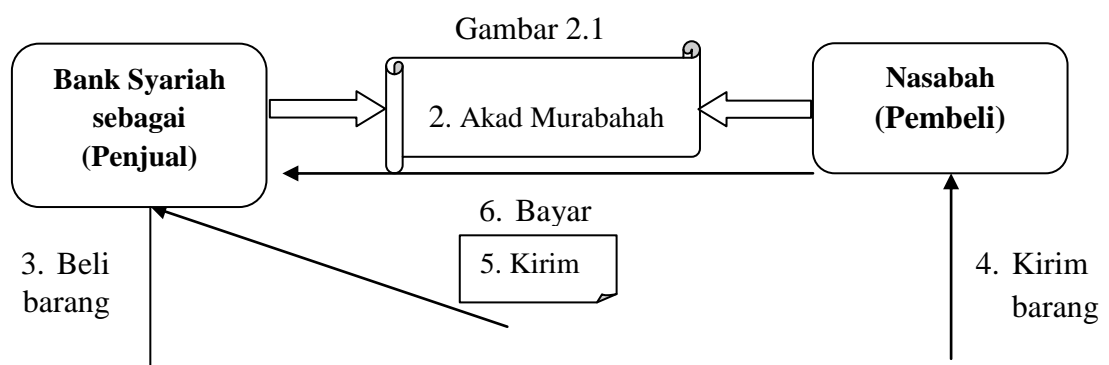 Gambar 2.1
Bank Syariah
sebagai
(Penjual)
2. Akad Murabahah
Nasabah
(Pembeli)
6. Bayar
5. Kirim
3. Beli
barang
4. Kirim
barang